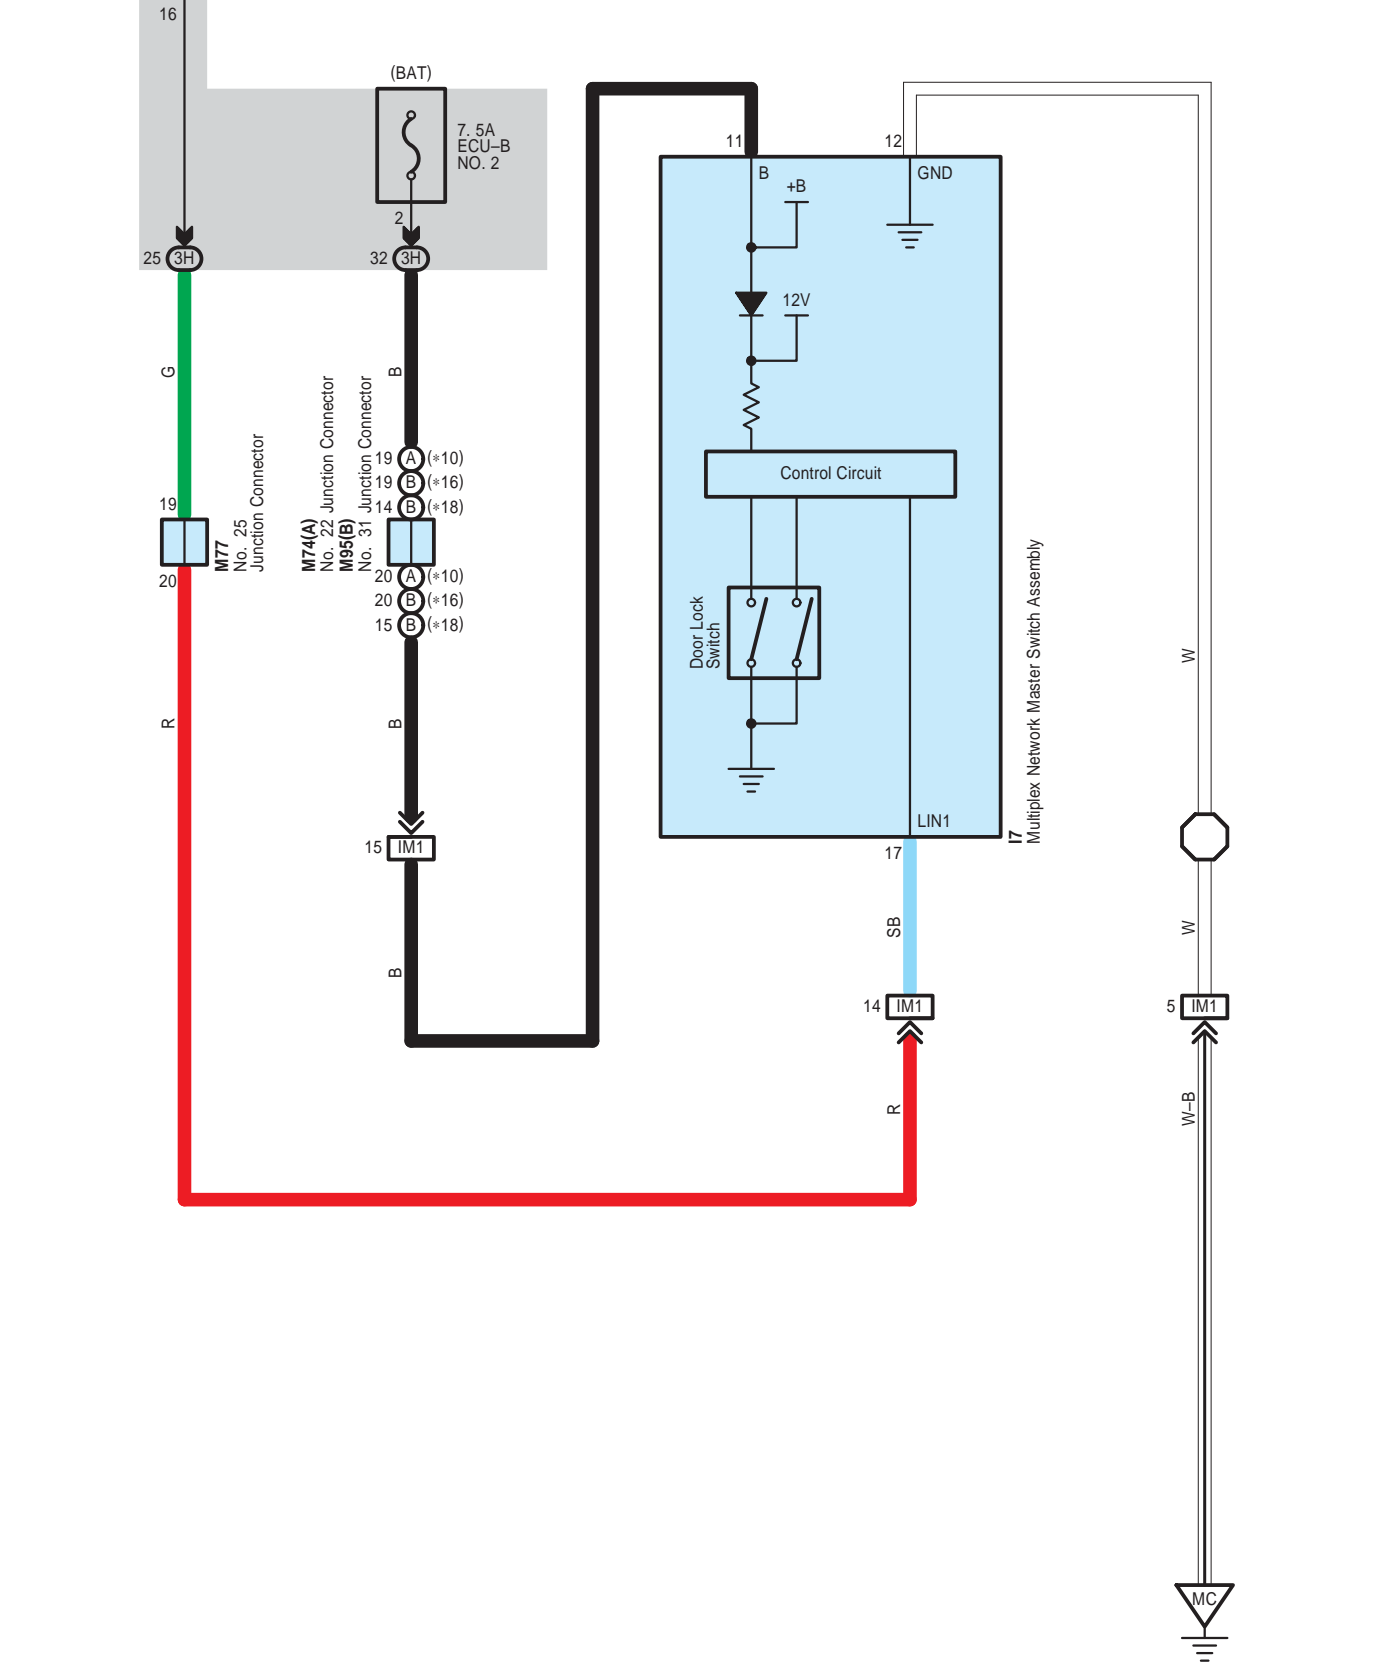 16
(BAT)
7. 5A
ECU–B
NO. 2
2
25 3H
32 3H
11
12
B
GND
+B
12V
G
B
Control Circuit
19
M77
No. 25
Junction Connector
20
M74(A)
No. 22 Junction Connector
M95(B)
No. 31 Junction Connector
19 A (∗10)
19 B (∗16)
14 B (∗18)
20 A (∗10)
20 B (∗16)
15 B (∗18)
Door Lock
Switch
I7
Multiplex Network Master Switch Assembly
R
B
W
LIN1
15 IM1
17
SB
W
B
14 IM1
5 IM1
R
W–B
MC